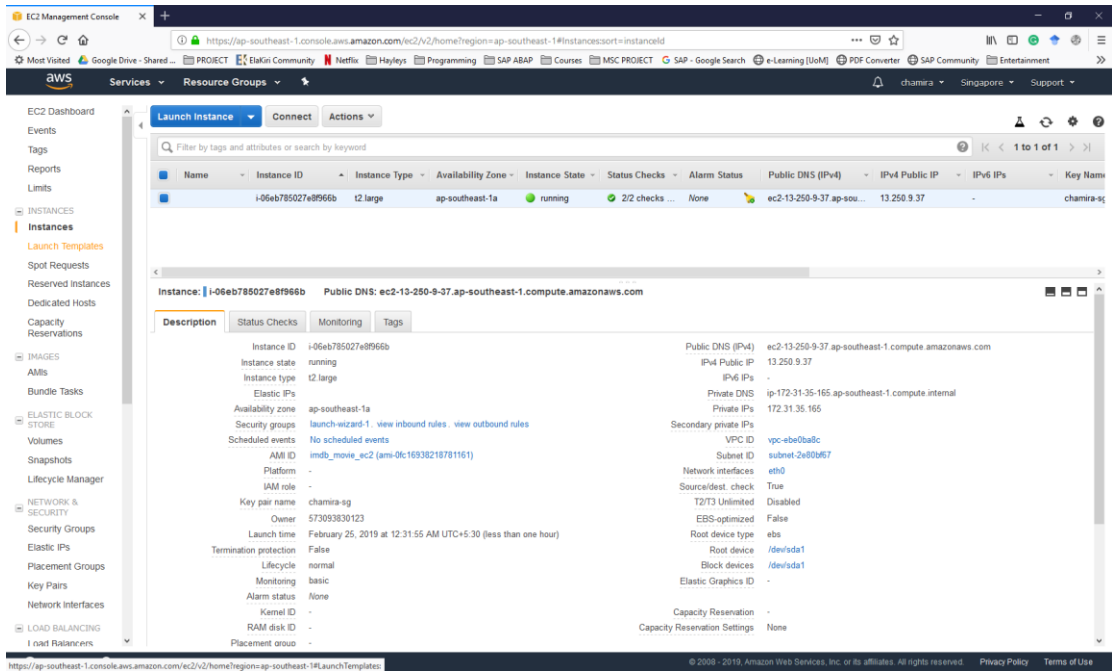 EC2 Management Console
https://ap-southeast-1.console.aws.amazon.com/ec2/v2/home?region=ap-southeast-1#Instances:sort=instanceId
Most Visited Google Drive - Shared ... PROJECT ElaKiri Community Netflix Hayleys Programming SAP ABAP Courses MSC PROJECT SAP - Google Search e-Learning [UoM] PDF Converter SAP Community Entertainment
aws Services Resource Groups chamira Singapore Support
EC2 Dashboard
Events
Tags
Reports
Limits
INSTANCES
Instances
Launch Templates
Spot Requests
Reserved Instances
Dedicated Hosts
Capacity
Reservations
IMAGES
AMIs
Bundle Tasks
ELASTIC BLOCK
STORE
Volumes
Snapshots
Lifecycle Manager
NETWORK &
SECURITY
Security Groups
Elastic IPs
Placement Groups
Key Pairs
Network Interfaces
LOAD BALANCING
Load Balancers
Launch Instance Connect Actions
Filter by tags and attributes or search by keyword 1 to 1 of 1
Name Instance ID Instance Type Availability Zone Instance State Status Checks Alarm Status Public DNS (IPv4) IPv4 Public IP IPv6 IPs Key Name
i-06eb785027e8f966b t2.large ap-southeast-1a running 2/2 checks ... None ec2-13-250-9-37.ap-sou... 13.250.9.37 - chamira-sg
Instance: i-06eb785027e8f966b Public DNS: ec2-13-250-9-37.ap-southeast-1.compute.amazonaws.com
Description Status Checks Monitoring Tags
Instance ID i-06eb785027e8f966b
Instance state running
Instance type t2.large
Elastic IPs
Availability zone ap-southeast-1a
Security groups launch-wizard-1. view inbound rules. view outbound rules
Scheduled events No scheduled events
AMI ID imdb_movie_ec2 (ami-0fc16938218781161)
Platform -
IAM role -
Key pair name chamira-sg
Owner 573093830123
Launch time February 25, 2019 at 12:31:55 AM UTC+5:30 (less than one hour)
Termination protection False
Lifecycle normal
Monitoring basic
Alarm status None
Kernel ID -
RAM disk ID -
Placement group -
Public DNS (IPv4) ec2-13-250-9-37.ap-southeast-1.compute.amazonaws.com
IPv4 Public IP 13.250.9.37
IPv6 IPs -
Private DNS ip-172-31-35-165.ap-southeast-1.compute.internal
Private IPs 172.31.35.165
Secondary private IPs
VPC ID vpc-ebe0ba8c
Subnet ID subnet-2e80bf67
Network interfaces eth0
Source/dest. check True
T2/T3 Unlimited Disabled
EBS-optimized False
Root device type ebs
Root device /dev/sda1
Block devices /dev/sda1
Elastic Graphics ID -
Capacity Reservation -
Capacity Reservation Settings None
https://ap-southeast-1.console.aws.amazon.com/ec2/v2/home?region=ap-southeast-1#LaunchTemplates:
© 2008 - 2019, Amazon Web Services, Inc. or its affiliates. All rights reserved. Privacy Policy Terms of Use